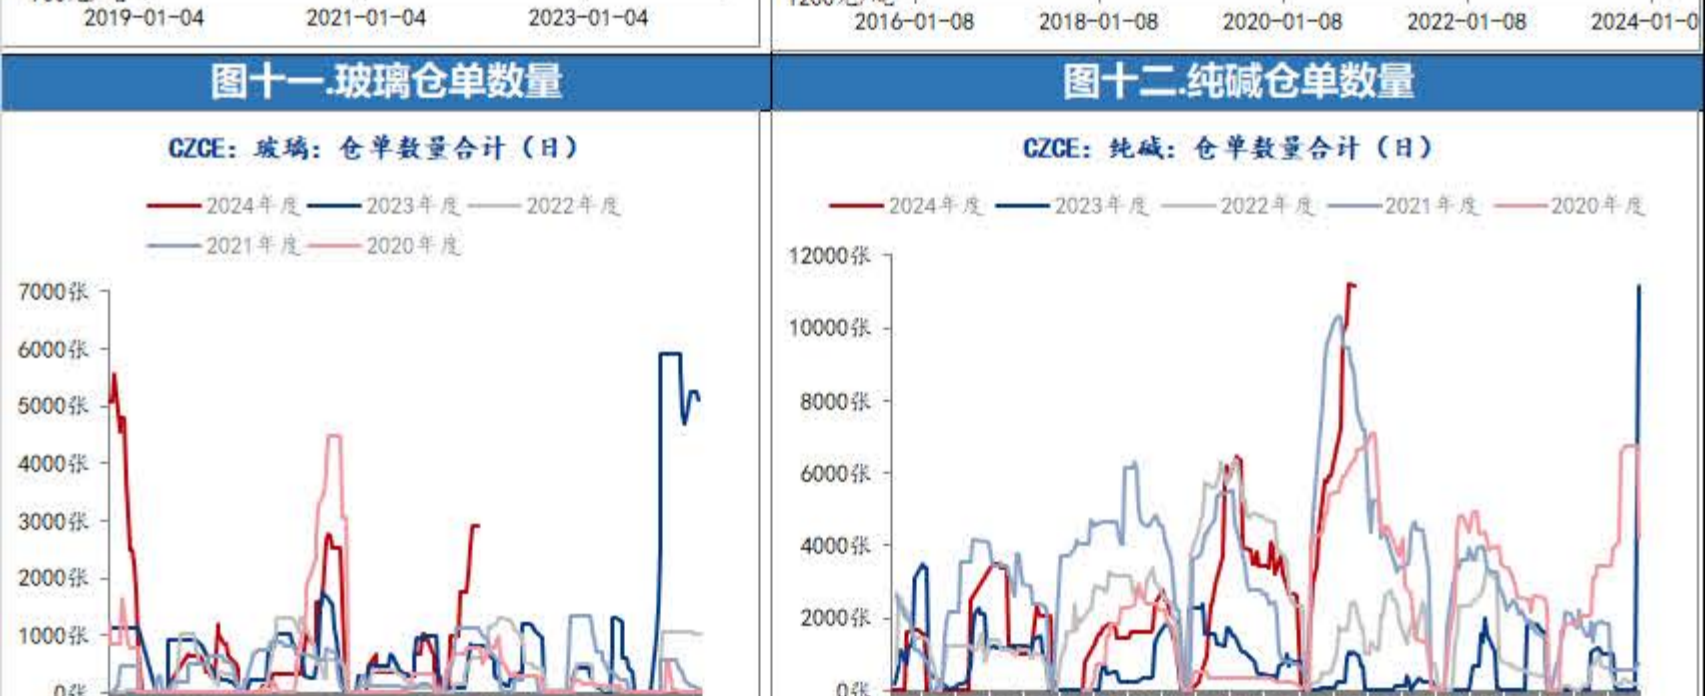 2019-01-04 2021-01-04 2023-01-04
2016-01-08 2018-01-08 2020-01-08 2022-01-08 2024-01-0
图十一.玻璃仓单数量
CZCE：玻璃：仓单数量合计（日）
2024年度 2023年度 2022年度
2021年度 2020年度
7000张
6000张
5000张
4000张
3000张
2000张
1000张
0张
图十二.纯碱仓单数量
CZCE：纯碱：仓单数量合计（日）
2024年度 2023年度 2022年度 2021年度 2020年度
12000张
10000张
8000张
6000张
4000张
2000张
0张